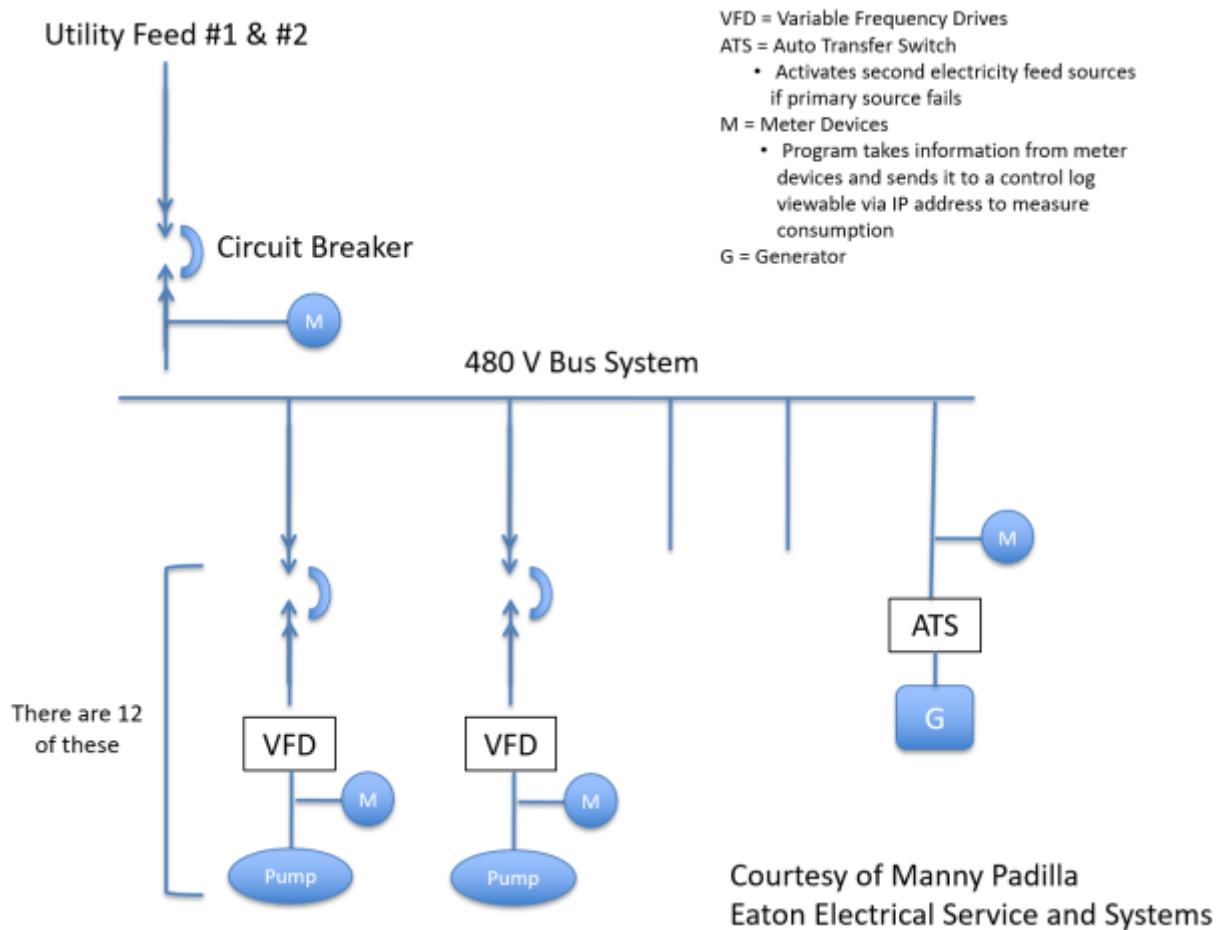 Utility Feed #1 & #2
VFD = Variable Frequency Drives
ATS = Auto Transfer Switch
• Activates second electricity feed sources
if primary source fails
M = Meter Devices
• Program takes information from meter
devices and sends it to a control log
viewable via IP address to measure
consumption
G = Generator
Circuit Breaker
M
480 V Bus System
M
ATS
G
There are 12
of these
VFD
VFD
M
M
Pump
Pump
Courtesy of Manny Padilla
Eaton Electrical Service and Systems